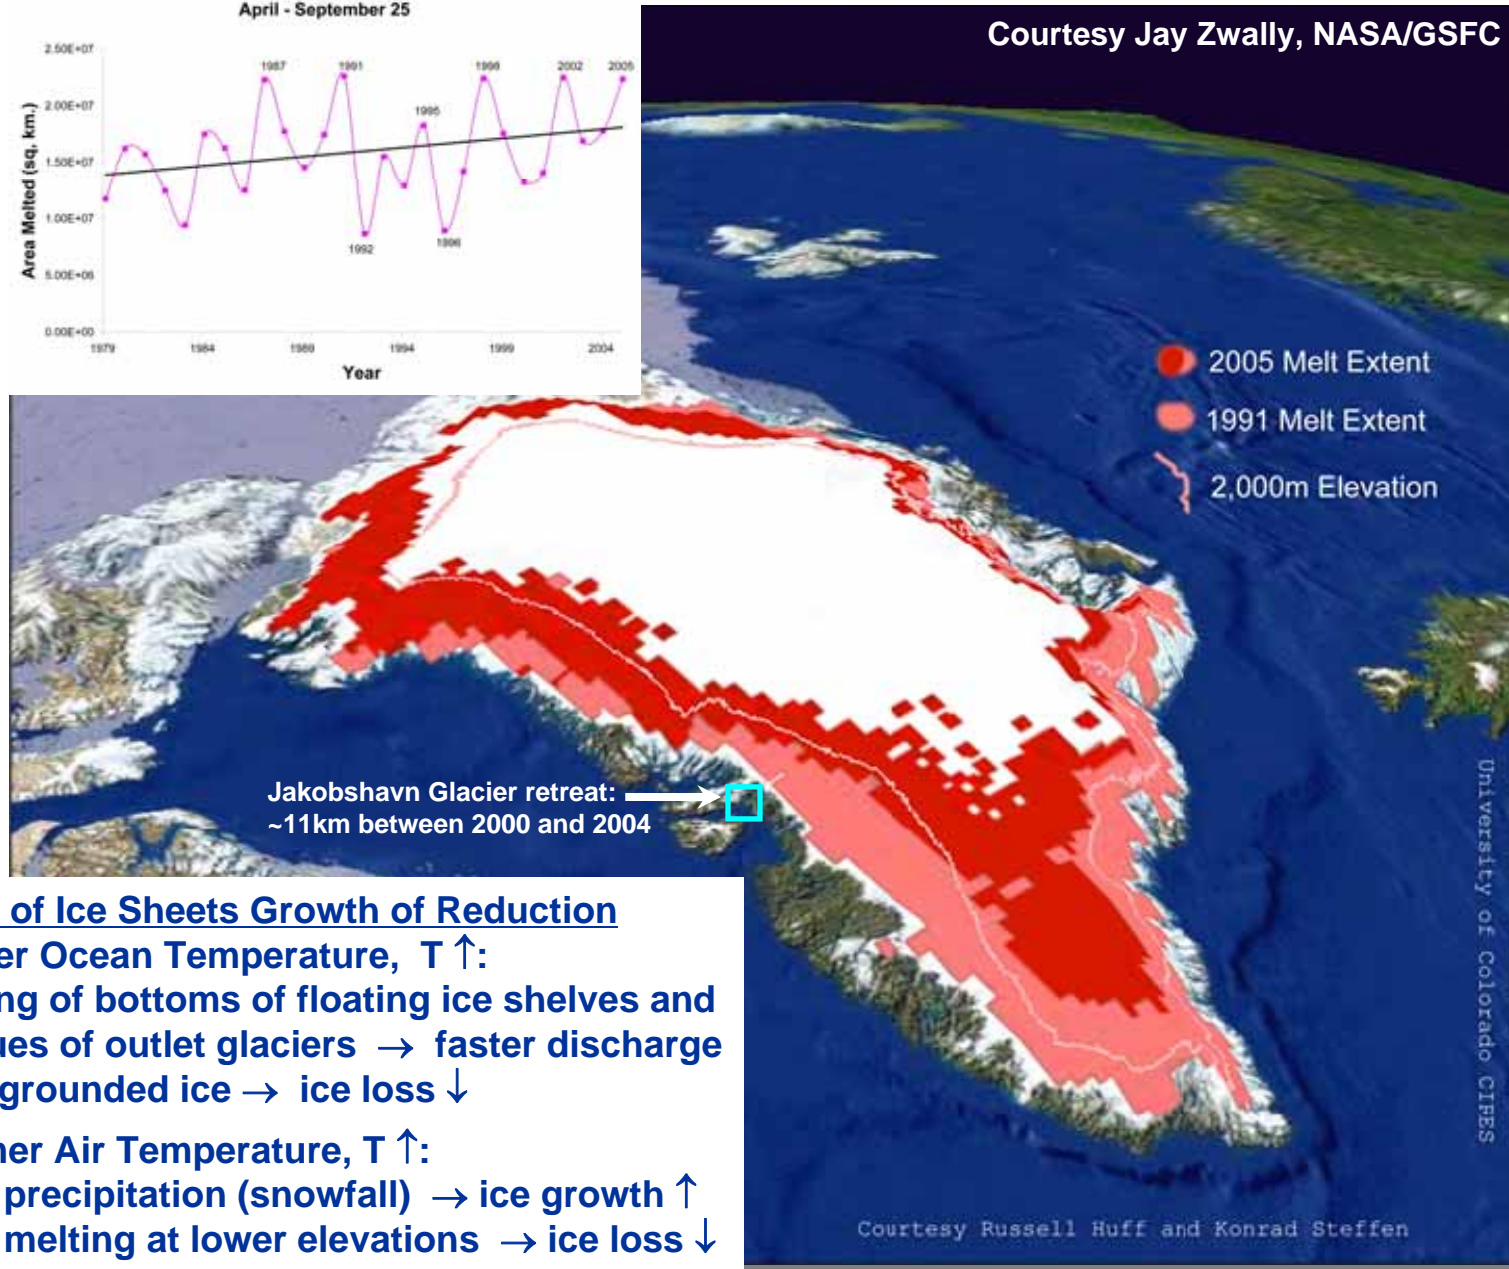 April - September 25
Courtesy Jay Zwally, NASA/GSFC
2.50E+07
2.00E+07
1.50E+07
1.00E+07
5.00E+06
0.00E+00
Area Melted (sq, km.)
1987
1991
1998
2002
2005
1995
1992
1996
1979
1984
1989
1994
1999
2004
Year
2005 Melt Extent
1991 Melt Extent
2,000m Elevation
Jakobshavn Glacier retreat:
~11km between 2000 and 2004
University of Colorado CIRES
of Ice Sheets Growth of Reduction
er Ocean Temperature, T ↑:
ng of bottoms of floating ice shelves and
ues of outlet glaciers → faster discharge
grounded ice → ice loss ↓
ner Air Temperature, T ↑:
precipitation (snowfall) → ice growth ↑
melting at lower elevations → ice loss ↓
Courtesy Russell Huff and Konrad Steffen